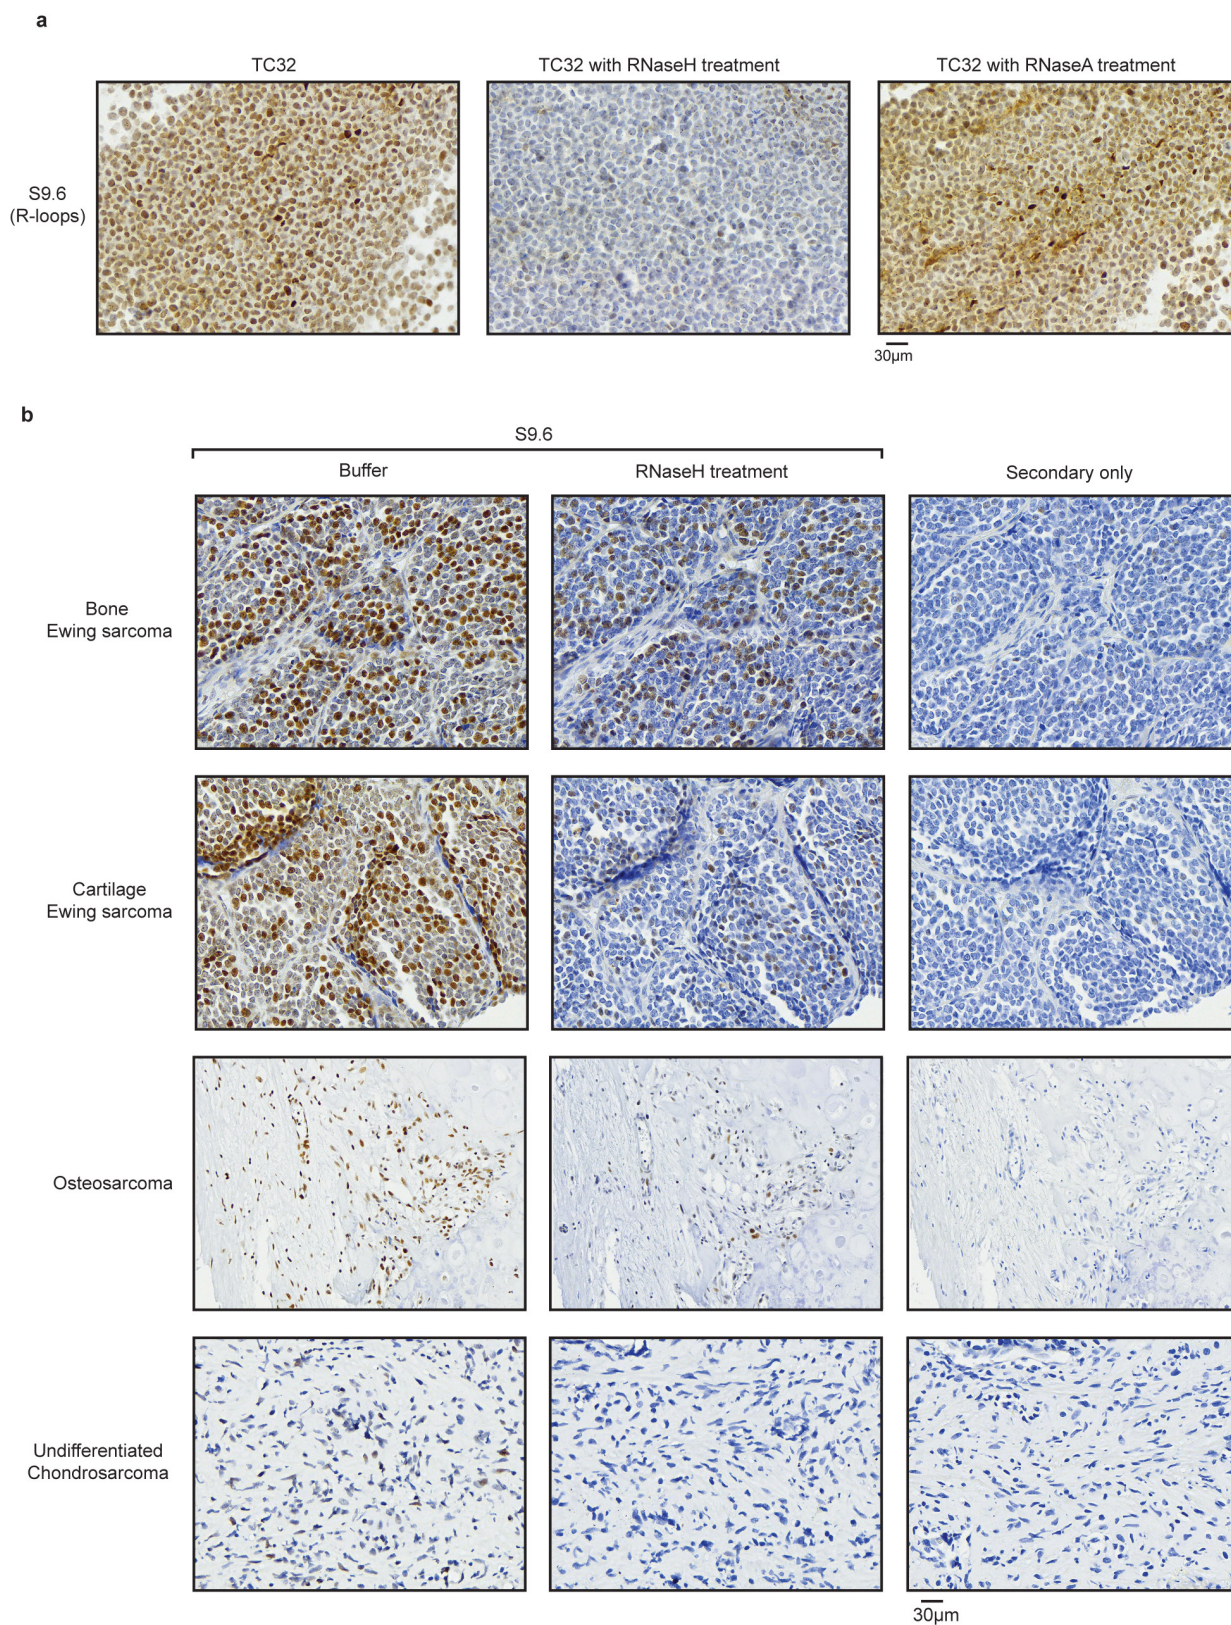 a
TC32
TC32 with RNaseH treatment
TC32 with RNaseA treatment
S9.6
(R-loops)
30µm
b
S9.6
Buffer
RNaseH treatment
Secondary only
Bone
Ewing sarcoma
Cartilage
Ewing sarcoma
Osteosarcoma
Undifferentiated
Chondrosarcoma
30µm